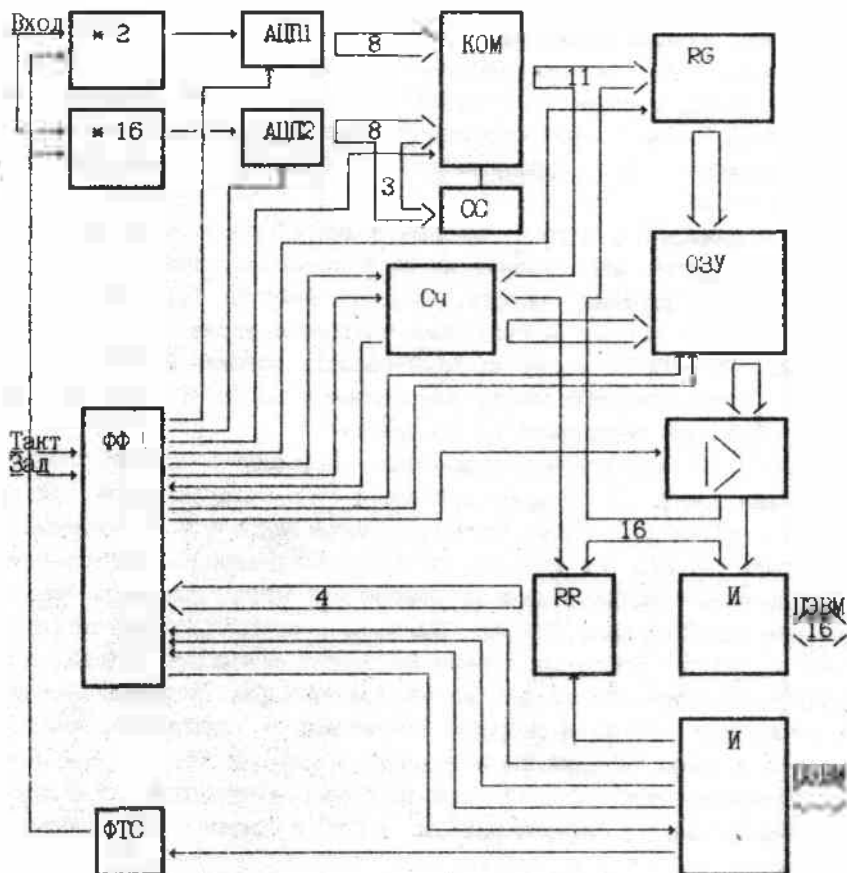 Вход
* 2
АЦП1
8
КОМ
11
RG
* 16
АЦП2
8
3
СС
ОЗУ
Сч
Такт
Зад
ФФ
▷
16
4
RR
И
ПЭВМ
16
И
ПЭВМ
ФТС